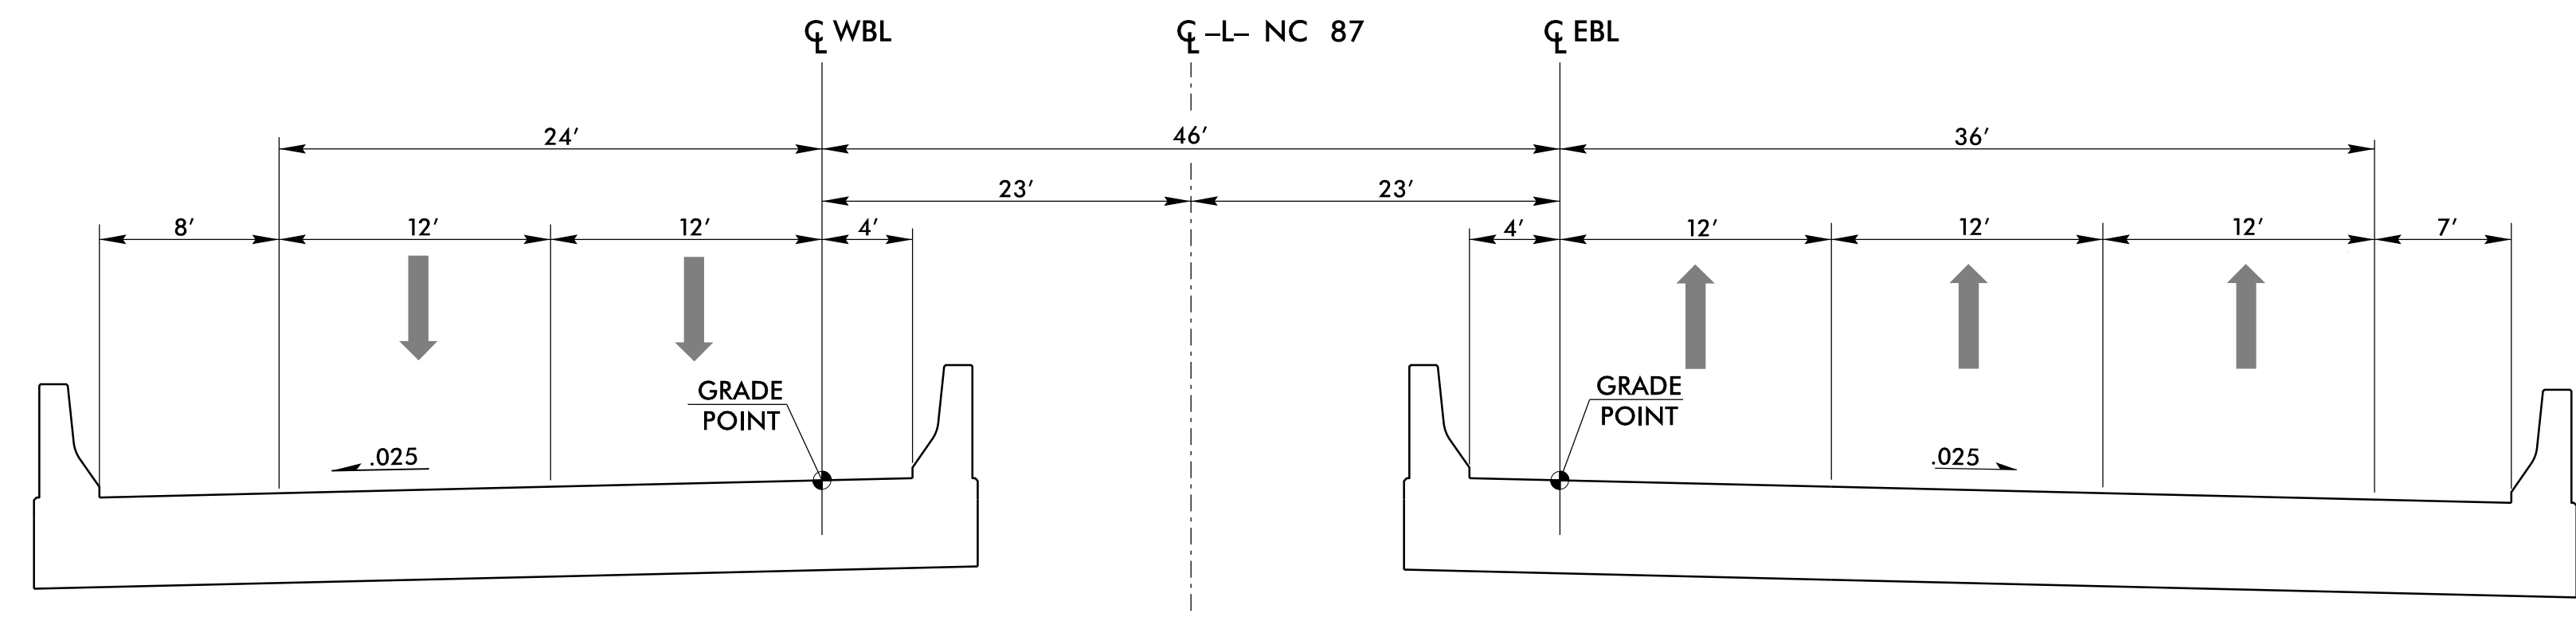 ℄ WBL
℄ –L– NC 87
℄ EBL
24′
46′
36′
23′
23′
8′
12′
12′
4′
4′
12′
12′
12′
7′
GRADE
POINT
GRADE
POINT
.025
.025